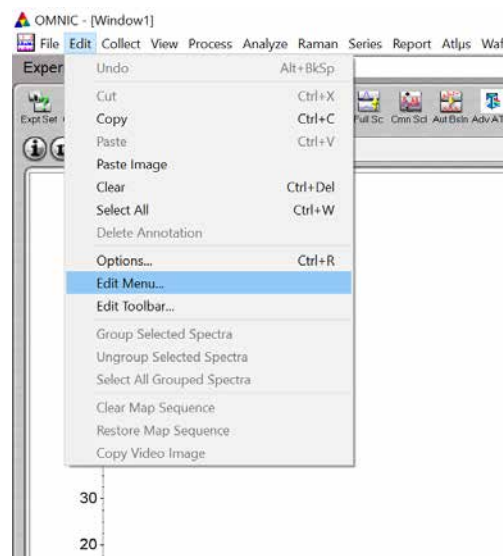 OMNIC - [Window1]
File Edit Collect View Process Analyze Raman Series Report Atlµs
Exper
Undo Alt+BkSp
Cut Ctrl+X
Copy Ctrl+C
Paste Ctrl+V
Paste Image
Clear Ctrl+Del
Select All Ctrl+W
Delete Annotation
Options... Ctrl+R
Edit Menu...
Edit Toolbar...
Group Selected Spectra
Ungroup Selected Spectra
Select All Grouped Spectra
Clear Map Sequence
Restore Map Sequence
Copy Video Image
Expt Set
Full Sc Cmn Scl Aut Bsln Adv AT
30
20